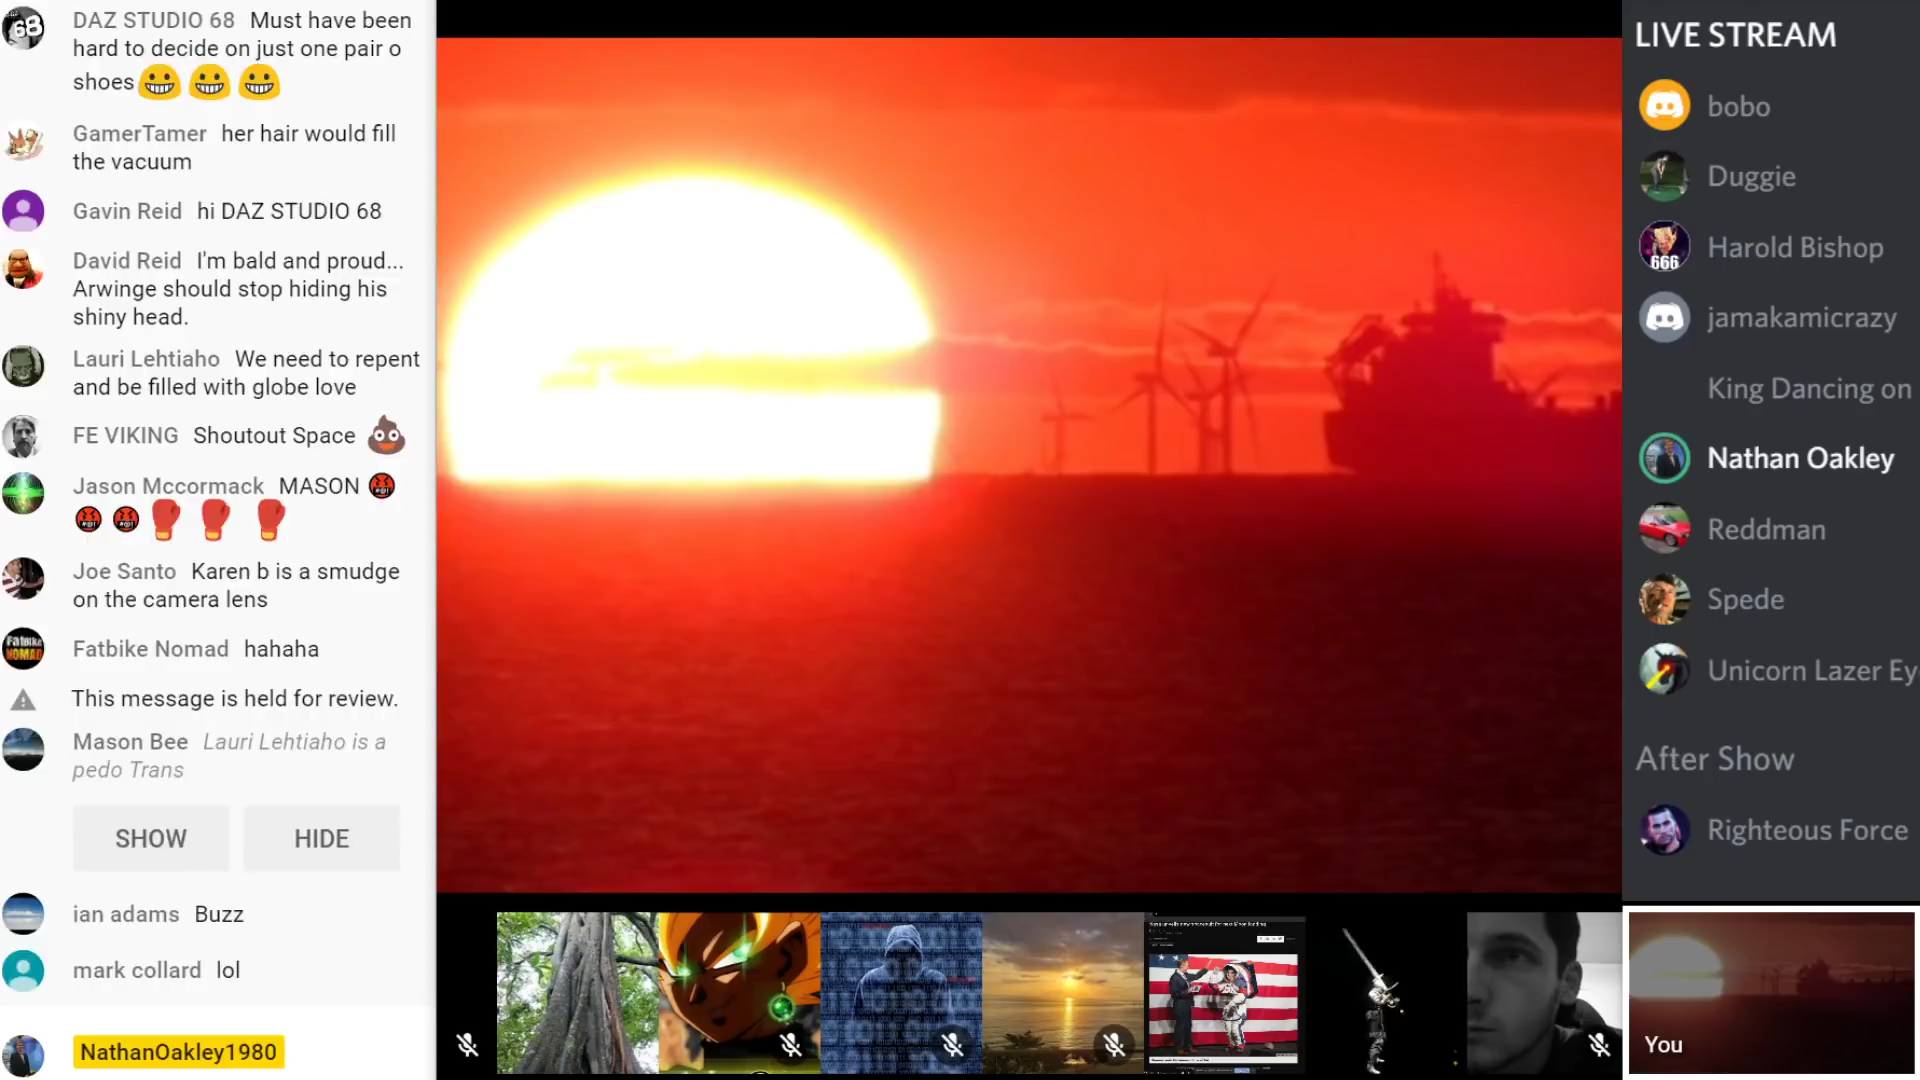 DAZ STUDIO 68 Must have been
hard to decide on just one pair o
shoes
GamerTamer her hair would fill
the vacuum
Gavin Reid hi DAZ STUDIO 68
David Reid I'm bald and proud...
Arwinge should stop hiding his
shiny head.
Lauri Lehtiaho We need to repent
and be filled with globe love
FE VIKING Shoutout Space
Jason Mccormack MASON
Joe Santo Karen b is a smudge
on the camera lens
Fatbike Nomad hahaha
This message is held for review.
Mason Bee Lauri Lehtiaho is a
pedo Trans
SHOW HIDE
ian adams Buzz
mark collard lol
NathanOakley1980
LIVE STREAM
bobo
Duggie
Harold Bishop
666
jamakamicrazy
King Dancing on
Nathan Oakley
Reddman
Spede
Unicorn Lazer Ey
After Show
Righteous Force
You
68
Fatbike
NOMAD